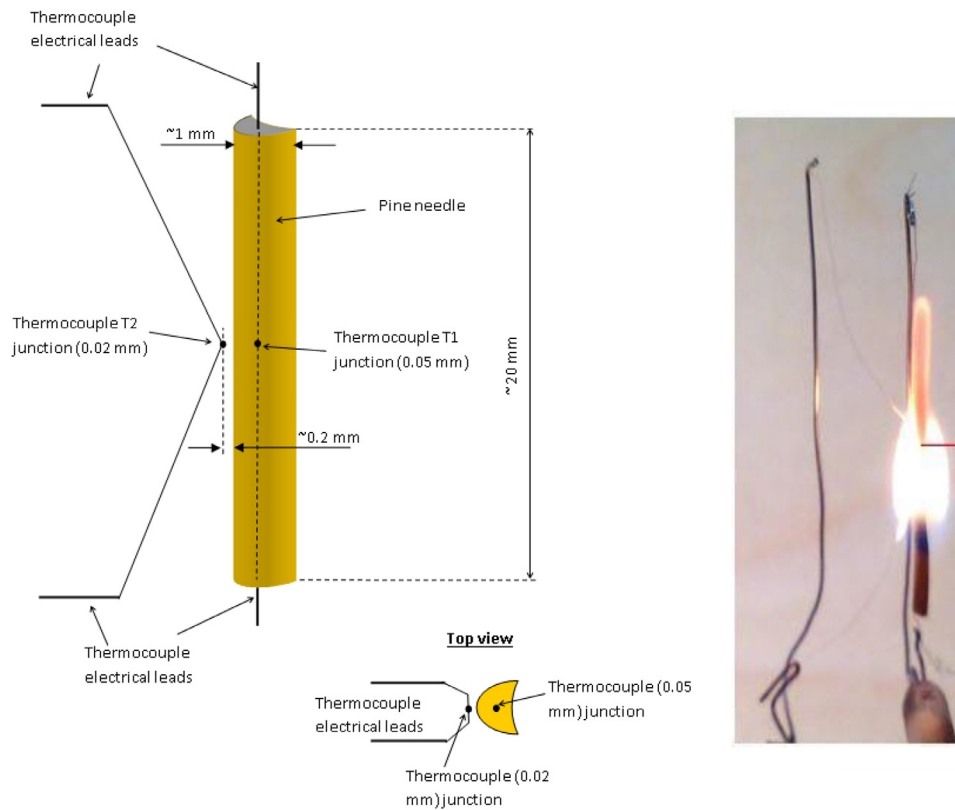 Thermocouple
electrical leads
~1 mm
Pine needle
Thermocouple T2
junction (0.02 mm)
Thermocouple T1
junction (0.05 mm)
~20 mm
~0.2 mm
Thermocouple
electrical leads
Top view
Thermocouple
electrical leads
Thermocouple (0.05
mm) junction
Thermocouple (0.02
mm) junction